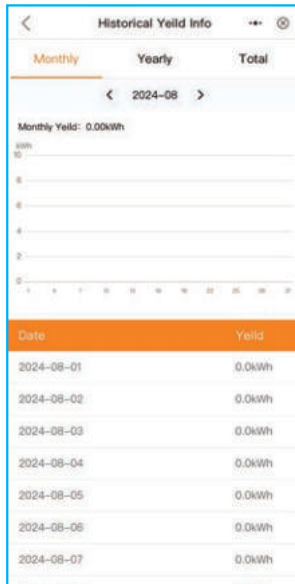 Historical Yeild Info
Monthly Yearly Total
2024-08
Monthly Yeild: 0.00kWh
kWh
10
8
6
4
2
0
Date Yeild
2024-08-01 0.0kWh
2024-08-02 0.0kWh
2024-08-03 0.0kWh
2024-08-04 0.0kWh
2024-08-05 0.0kWh
2024-08-06 0.0kWh
2024-08-07 0.0kWh